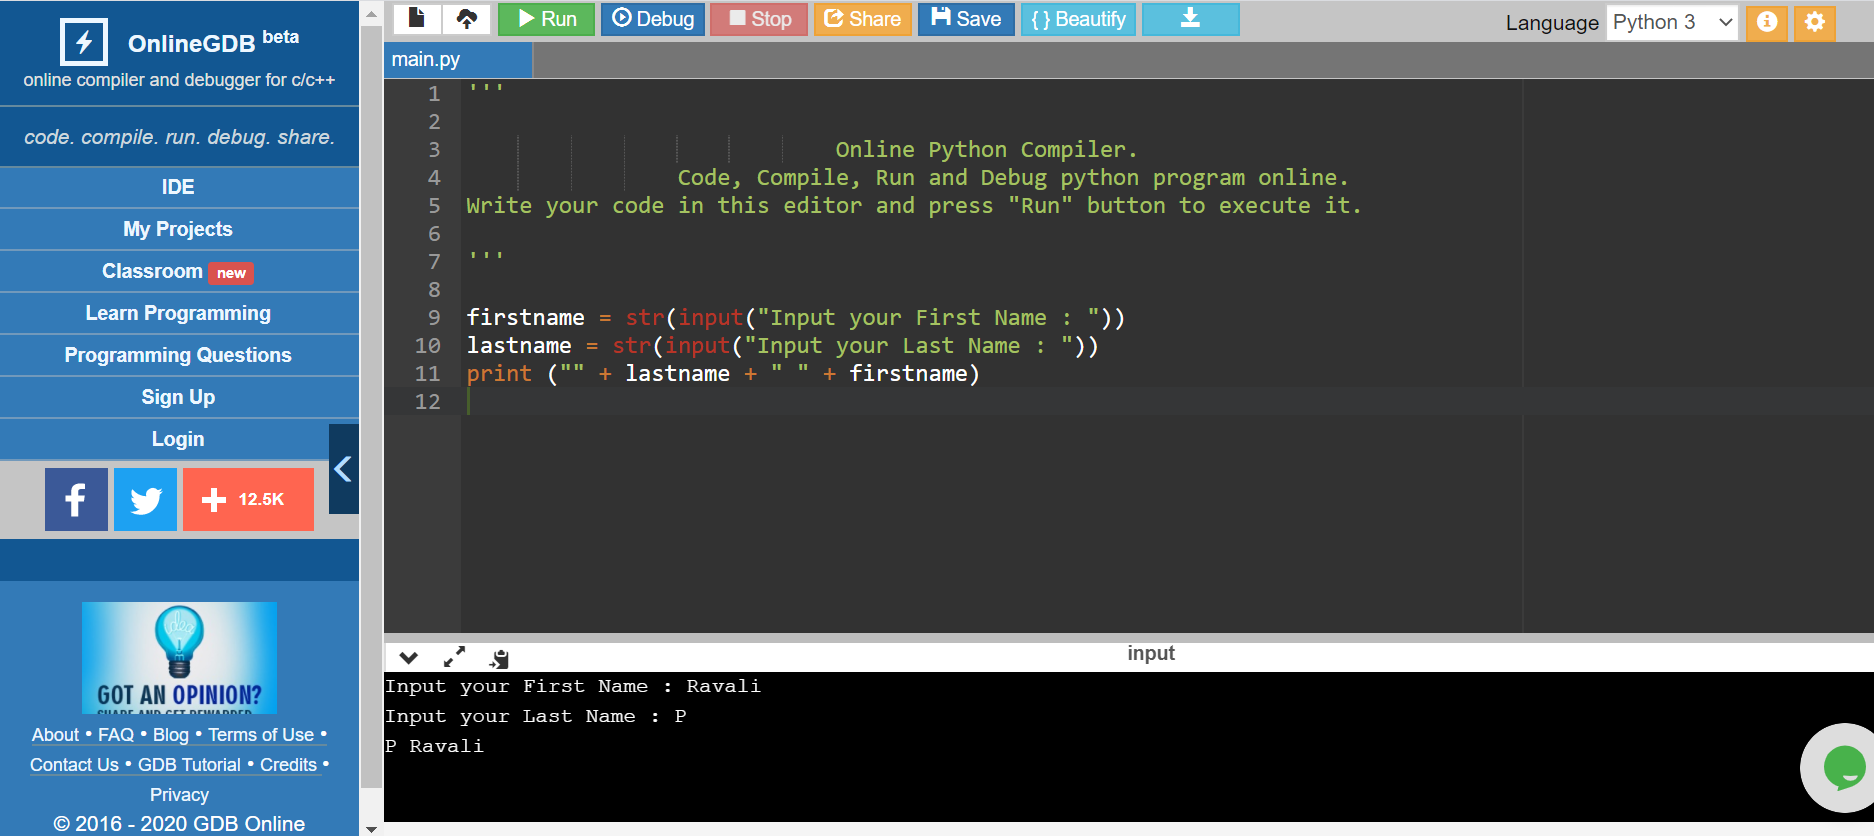 OnlineGDB beta
online compiler and debugger for c/c++
code. compile. run. debug. share.
IDE
My Projects
Classroom new
Learn Programming
Programming Questions
Sign Up
Login
12.5K
idea
GOT AN OPINION?
SHARE AND GET REWARDED
About • FAQ • Blog • Terms of Use •
Contact Us • GDB Tutorial • Credits •
Privacy
© 2016 - 2020 GDB Online
Run Debug Stop Share Save { } Beautify
Language Python 3
main.py
1 '''
2
3 Online Python Compiler.
4 Code, Compile, Run and Debug python program online.
5 Write your code in this editor and press "Run" button to execute it.
6
7 '''
8
9 firstname = str(input("Input your First Name : "))
10 lastname = str(input("Input your Last Name : "))
11 print ("" + lastname + " " + firstname)
12
input
Input your First Name : Ravali
Input your Last Name : P
P Ravali